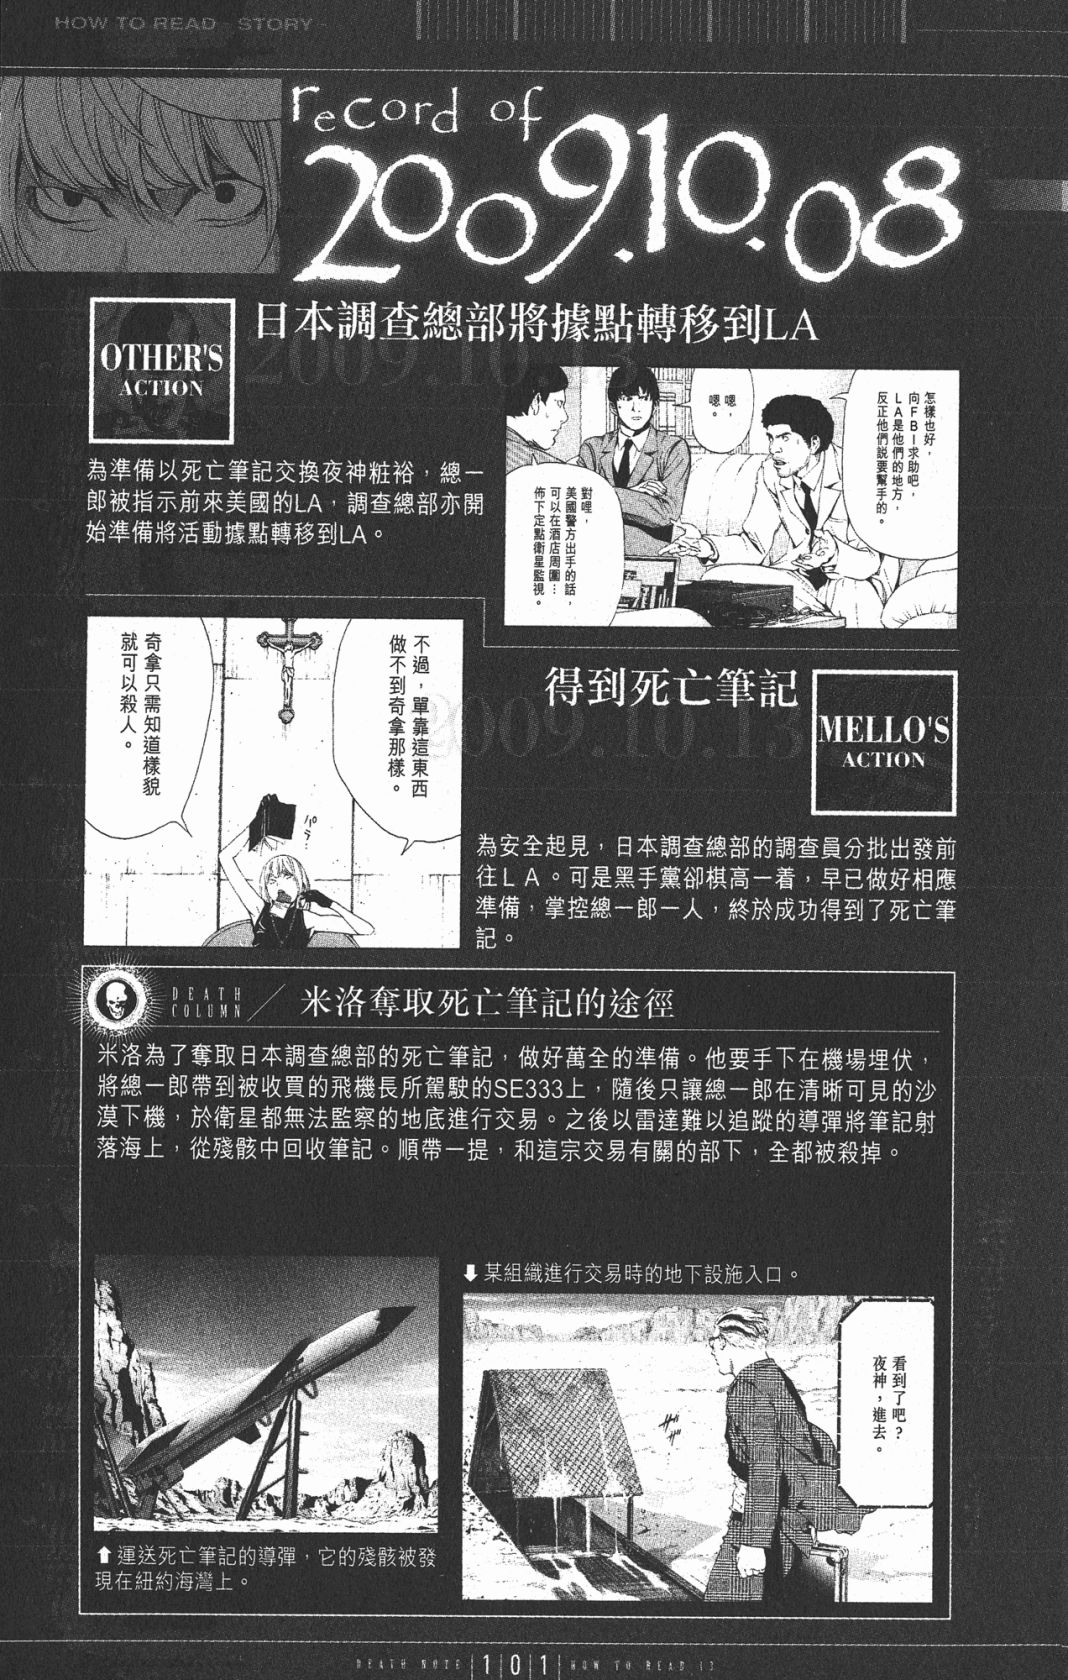 HOW TO READ - STORY -
record of
2009.10.08
OTHER'S
ACTION
日本調查總部將據點轉移到LA
為準備以死亡筆記交換夜神粧裕，總一
郎被指示前來美國的LA，調查總部亦開
始準備將活動據點轉移到LA。
怎樣也好，
向FBI求助吧，
LA是他們的地方，
反正他們說要幫手的。
嗯，
嗯。
對哩，
美國警方出手的話，
可以在酒店周圍…
佈下定點衛星監視。
不過，單靠這東西
做不到奇拿那樣。
奇拿只需知道樣貌
就可以殺人。
パラ
得到死亡筆記
MELLO'S
ACTION
為安全起見，日本調查總部的調查員分批出發前
往ＬＡ。可是黑手黨卻棋高一着，早已做好相應
準備，掌控總一郎一人，終於成功得到了死亡筆
記。
DEATH
COLUMN
米洛奪取死亡筆記的途徑
米洛為了奪取日本調查總部的死亡筆記，做好萬全的準備。他要手下在機場埋伏，
將總一郎帶到被收買的飛機長所駕駛的SE333上，隨後只讓總一郎在清晰可見的沙
漠下機，於衛星都無法監察的地底進行交易。之後以雷達難以追蹤的導彈將筆記射
落海上，從殘骸中回收筆記。順帶一提，和這宗交易有關的部下，全都被殺掉。
⬇某組織進行交易時的地下設施入口。
看到了吧？
夜神，進去。
ザザ
⬆運送死亡筆記的導彈，它的殘骸被發
現在紐約海灣上。
DEATH NOTE 101 HOW TO READ 13